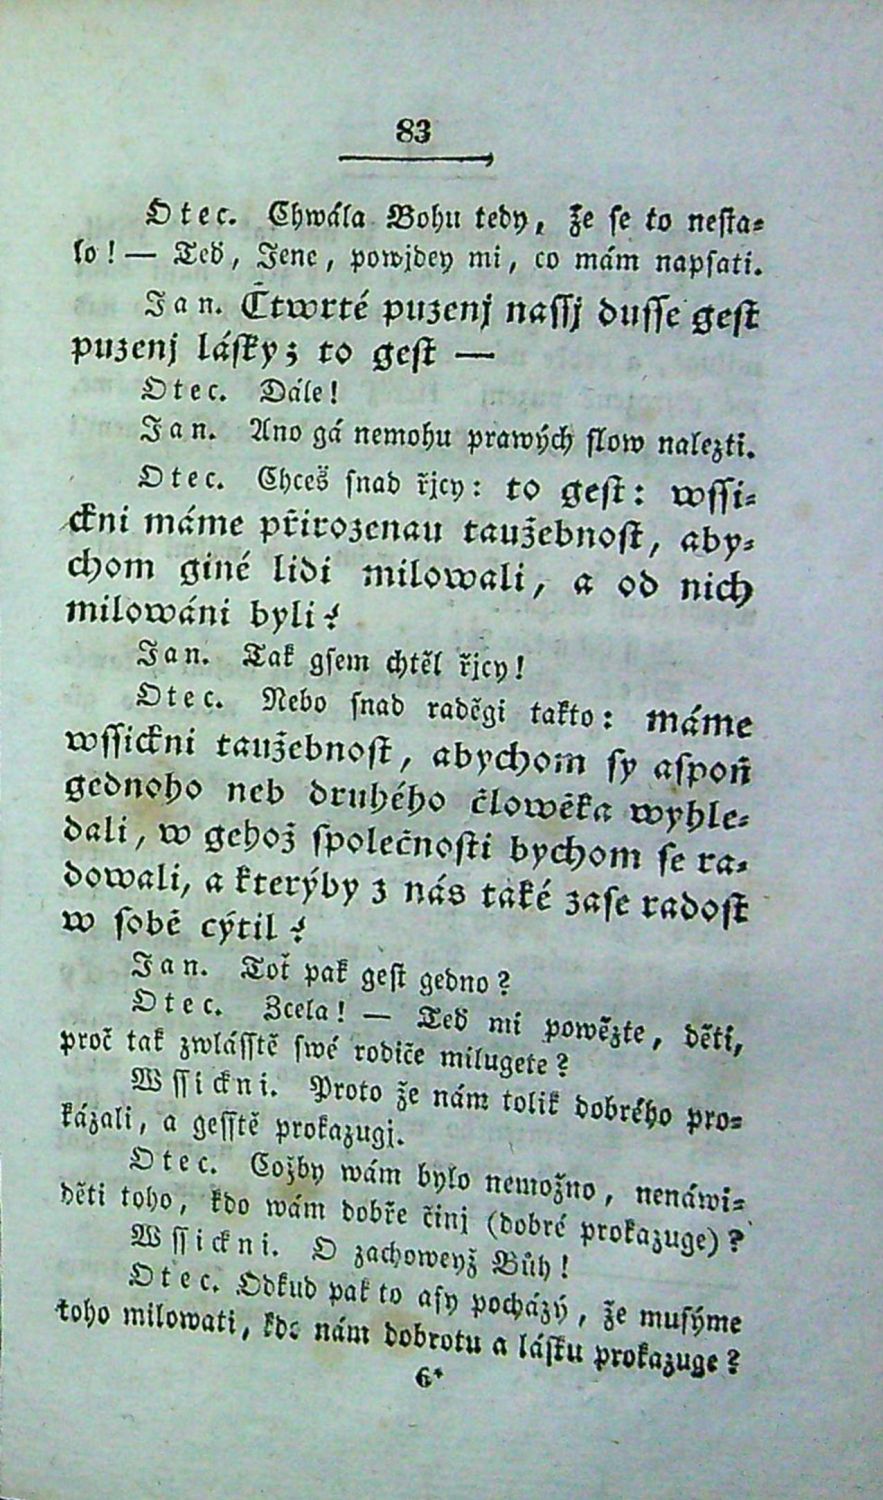 83
Otec. Chwála Bohu tedy, že se to nesta-
lo! — Teď, Jene, powjdey mi, co mám napsati.
Jan. Čtwrté puzenj nassj dusse gest
puzenj lásky; to gest —
Otec. Dále!
Jan. Ano gá nemohu prawých slow nalezti.
Otec. Chceš snad řjcy: to gest: wssi-
ckni máme přirozenau taužebnost, aby-
chom giné lidi milowali, a od nich
milowáni byli?
Jan. Tak gsem chtěl řjcy!
Otec. Nebo snad raděgi takto: máme
wssickni taužebnost, abychom sy aspoň
gednoho neb druhého člowěka wyhle-
dali, w gehož společnosti bychom se ra-
dowali, a kterýby z nás také zase radost
w sobě cýtil?
Jan. Toť pak gest gedno?
Otec. Zcela! — Teď mi powězte, děti,
proč tak zwlásstě swé rodiče milugete?
Wssickni. Proto že nám tolik dobrého pro-
kázali, a gesstě prokazugj.
Otec. Cožby wám bylo nemožno, nenáwi-
děti toho, kdo wám dobře činj (dobré prokazuge)?
Wssickni. O zachoweyž Bůh!
Otec. Odkud pak to asy pocházý, že musýme
toho milowati, kdo nám dobrotu a lásku prokazuge?
6*